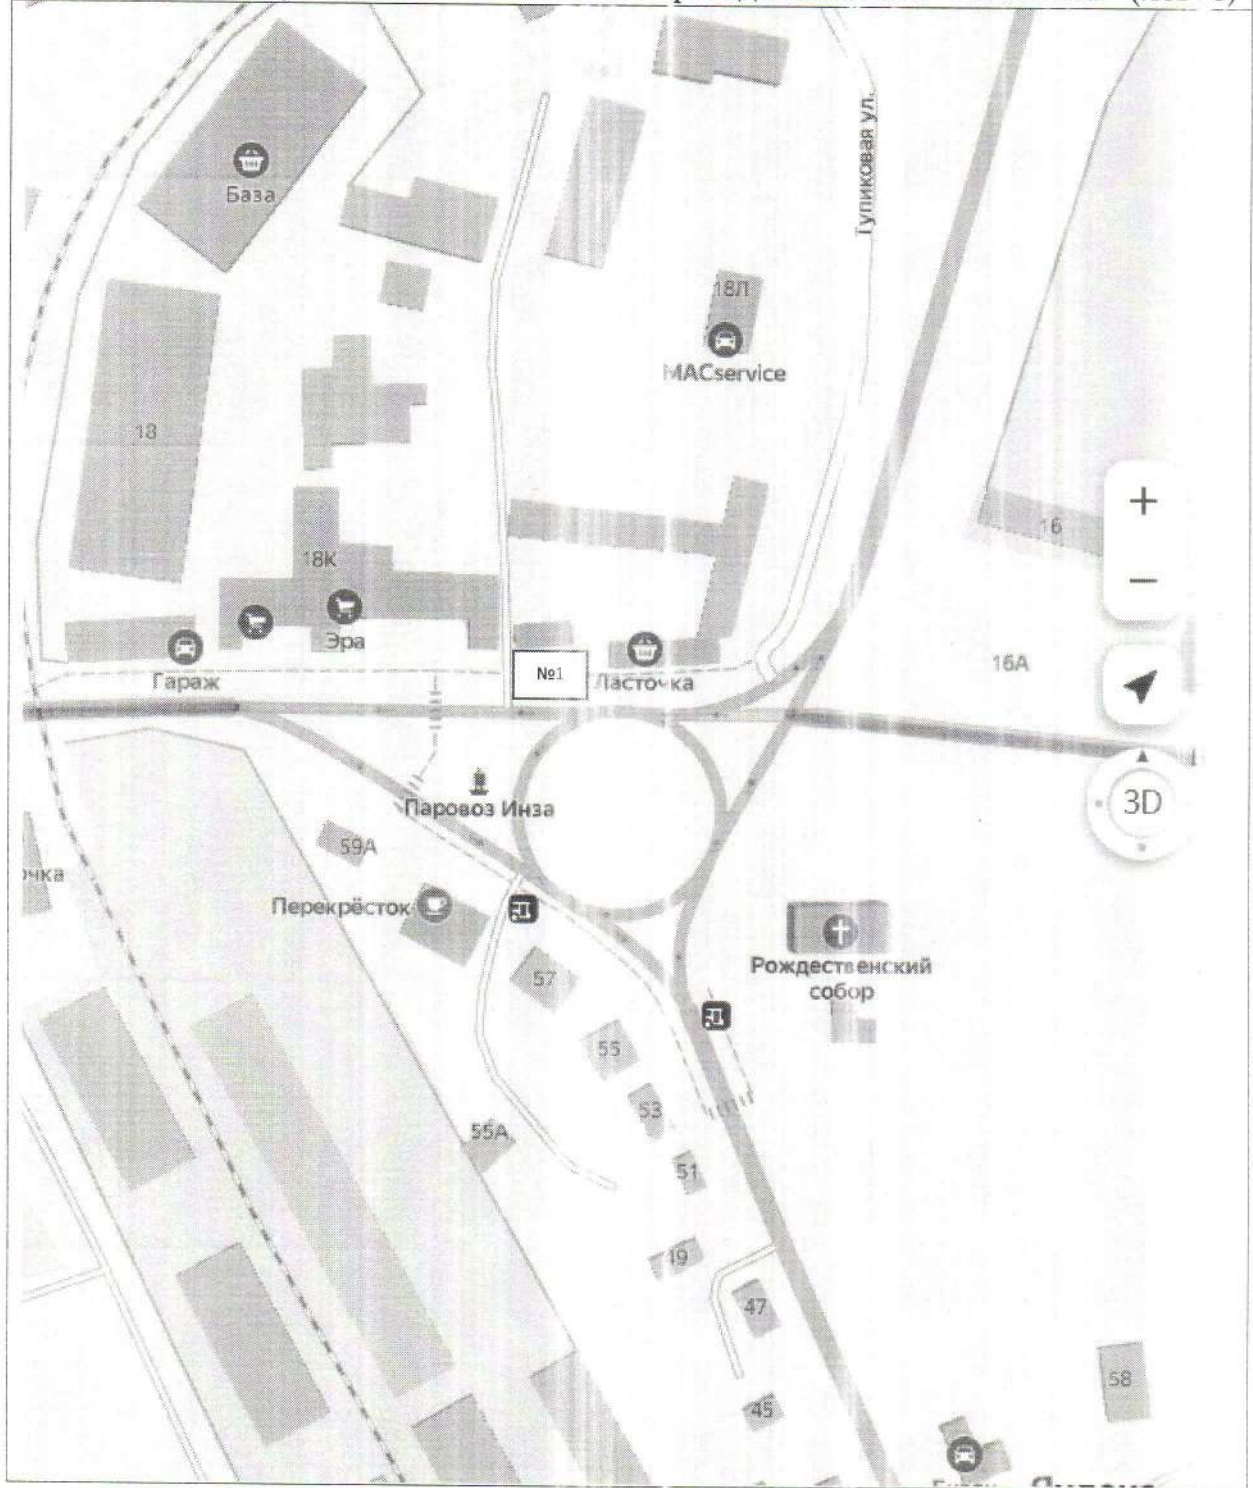 База
Тупиковая ул.
18Л
MACservice
18
16
18К
Эра
Гараж
№1
Ласточка
16А
3D
Паровоз Инза
59А
Перекрёсток
57
Рождественский
собор
55
53
55А
51
47
58
45